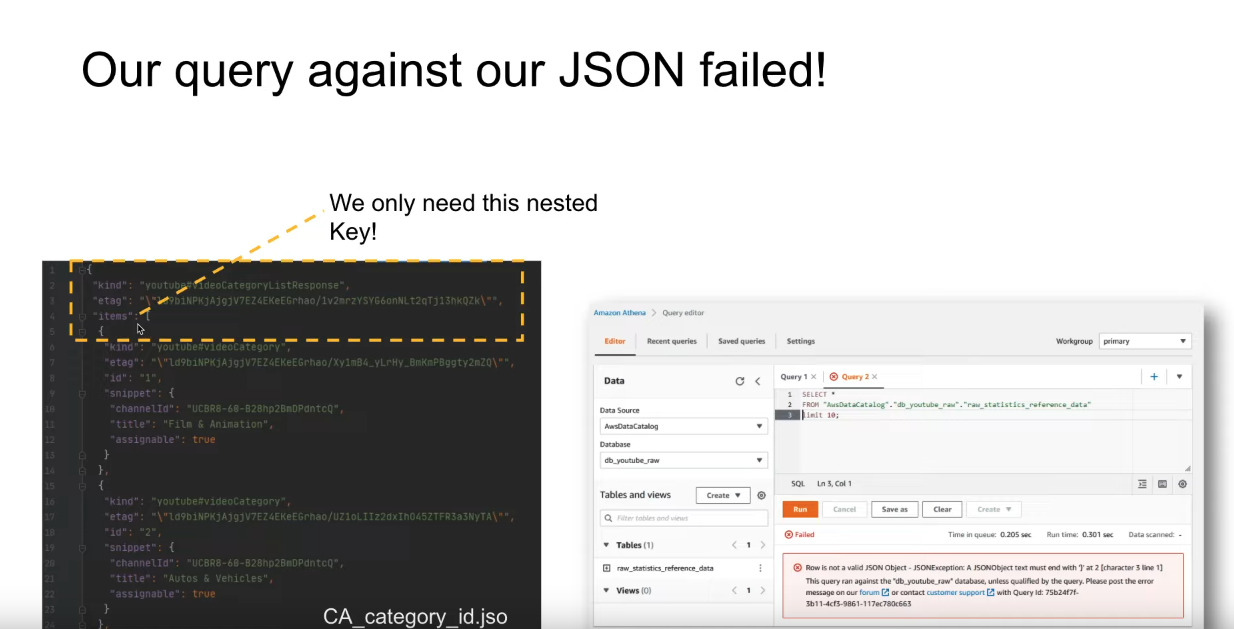 Our query against our JSON failed!
We only need this nested
Key!
1 {
2 "kind": "youtube#videoCategoryListResponse",
3 "etag": "\"ld9biNPKjAjgjV7EZ4EKeEGrhao/1v2mrzYSYG6onNLt2qTj13hkQZk\"",
4 "items": [
5 {
6 "kind": "youtube#videoCategory",
7 "etag": "\"ld9biNPKjAjgjV7EZ4EKeEGrhao/Xy1mB4_yLrHy_BmKmPBggty2mZQ\"",
8 "id": "1",
9 "snippet": {
10 "channelId": "UCBR8-60-B28hp2BmDPdntcQ",
11 "title": "Film & Animation",
12 "assignable": true
13 }
14 },
15 {
16 "kind": "youtube#videoCategory",
17 "etag": "\"ld9biNPKjAjgjV7EZ4EKeEGrhao/UZ1oLIIz2dxIhO45ZTFR3a3NyTA\"",
18 "id": "2",
19 "snippet": {
20 "channelId": "UCBR8-60-B28hp2BmDPdntcQ",
21 "title": "Autos & Vehicles",
22 "assignable": true
23 }
24 },
CA_category_id.jso
Amazon Athena > Query editor
Editor Recent queries Saved queries Settings Workgroup primary
Data
Data Source
AwsDataCatalog
Database
db_youtube_raw
Tables and views Create
Filter tables and views
Tables (1) < 1 >
raw_statistics_reference_data
Views (0) < 1 >
Query 1 × Query 2 ×
1 SELECT *
2 FROM "AwsDataCatalog"."db_youtube_raw"."raw_statistics_reference_data"
3 limit 10;
SQL Ln 3, Col 1
Run Cancel Save as Clear Create
Failed Time in queue: 0.205 sec Run time: 0.301 sec Data scanned: -
Row is not a valid JSON Object - JSONException: A JSONObject text must end with '}' at 2 [character 3 line 1]
This query ran against the "db_youtube_raw" database, unless qualified by the query. Please post the error
message on our forum or contact customer support with Query Id: 75b24f7f-
3b11-4cf3-9861-117ec780c663